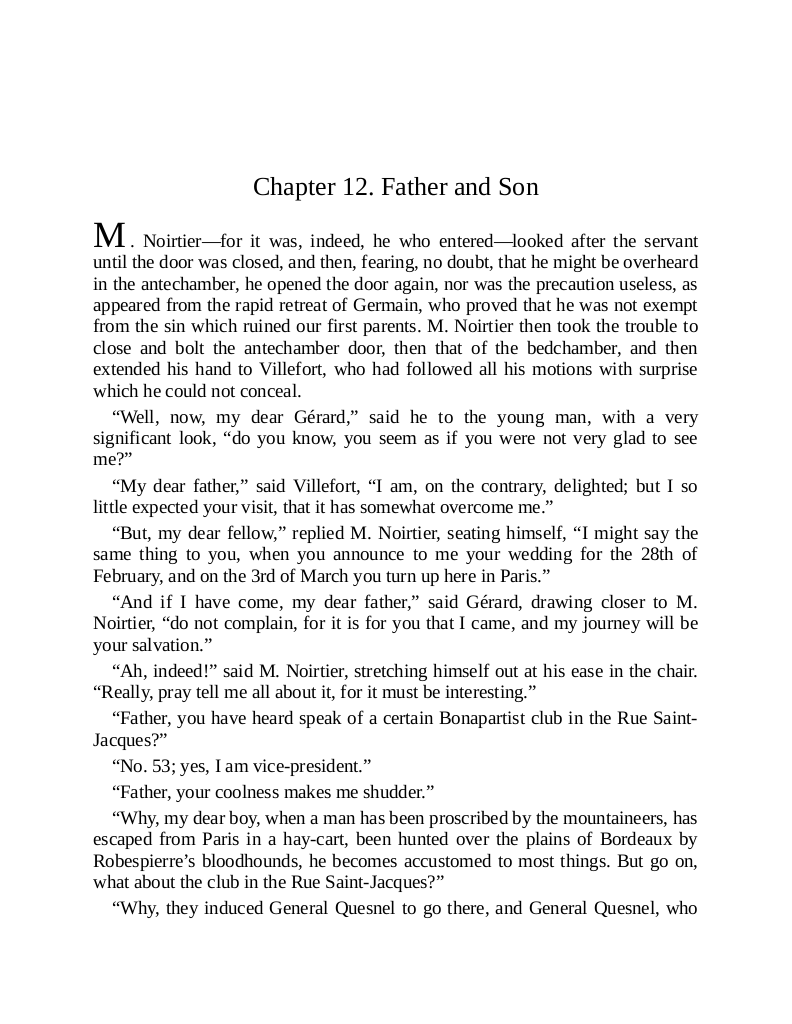 Chapter 12. Father and Son
M. Noirtier—for it was, indeed, he who entered—looked after the servant
until the door was closed, and then, fearing, no doubt, that he might be overheard
in the antechamber, he opened the door again, nor was the precaution useless, as
appeared from the rapid retreat of Germain, who proved that he was not exempt
from the sin which ruined our first parents. M. Noirtier then took the trouble to
close and bolt the antechamber door, then that of the bedchamber, and then
extended his hand to Villefort, who had followed all his motions with surprise
which he could not conceal.
“Well, now, my dear Gérard,” said he to the young man, with a very
significant look, “do you know, you seem as if you were not very glad to see
me?”
“My dear father,” said Villefort, “I am, on the contrary, delighted; but I so
little expected your visit, that it has somewhat overcome me.”
“But, my dear fellow,” replied M. Noirtier, seating himself, “I might say the
same thing to you, when you announce to me your wedding for the 28th of
February, and on the 3rd of March you turn up here in Paris.”
“And if I have come, my dear father,” said Gérard, drawing closer to M.
Noirtier, “do not complain, for it is for you that I came, and my journey will be
your salvation.”
“Ah, indeed!” said M. Noirtier, stretching himself out at his ease in the chair.
“Really, pray tell me all about it, for it must be interesting.”
“Father, you have heard speak of a certain Bonapartist club in the Rue Saint-
Jacques?”
“No. 53; yes, I am vice-president.”
“Father, your coolness makes me shudder.”
“Why, my dear boy, when a man has been proscribed by the mountaineers, has
escaped from Paris in a hay-cart, been hunted over the plains of Bordeaux by
Robespierre’s bloodhounds, he becomes accustomed to most things. But go on,
what about the club in the Rue Saint-Jacques?”
“Why, they induced General Quesnel to go there, and General Quesnel, who